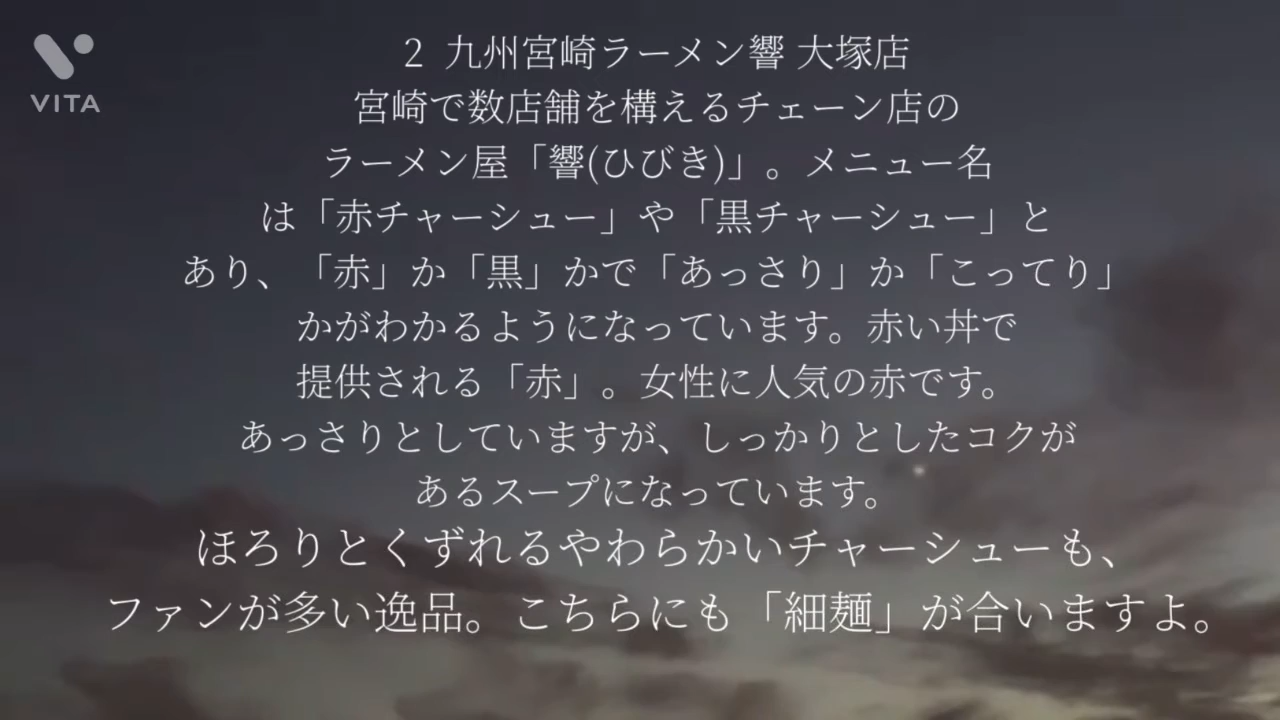 VITA
2 九州宮崎ラーメン響 大塚店
宮崎で数店舗を構えるチェーン店の
ラーメン屋「響(ひびき)」。メニュー名
は「赤チャーシュー」や「黒チャーシュー」と
あり、「赤」か「黒」かで「あっさり」か「こってり」
かがわかるようになっています。赤い丼で
提供される「赤」。女性に人気の赤です。
あっさりとしていますが、しっかりとしたコクが
あるスープになっています。
ほろりとくずれるやわらかいチャーシューも、
ファンが多い逸品。こちらにも「細麺」が合いますよ。